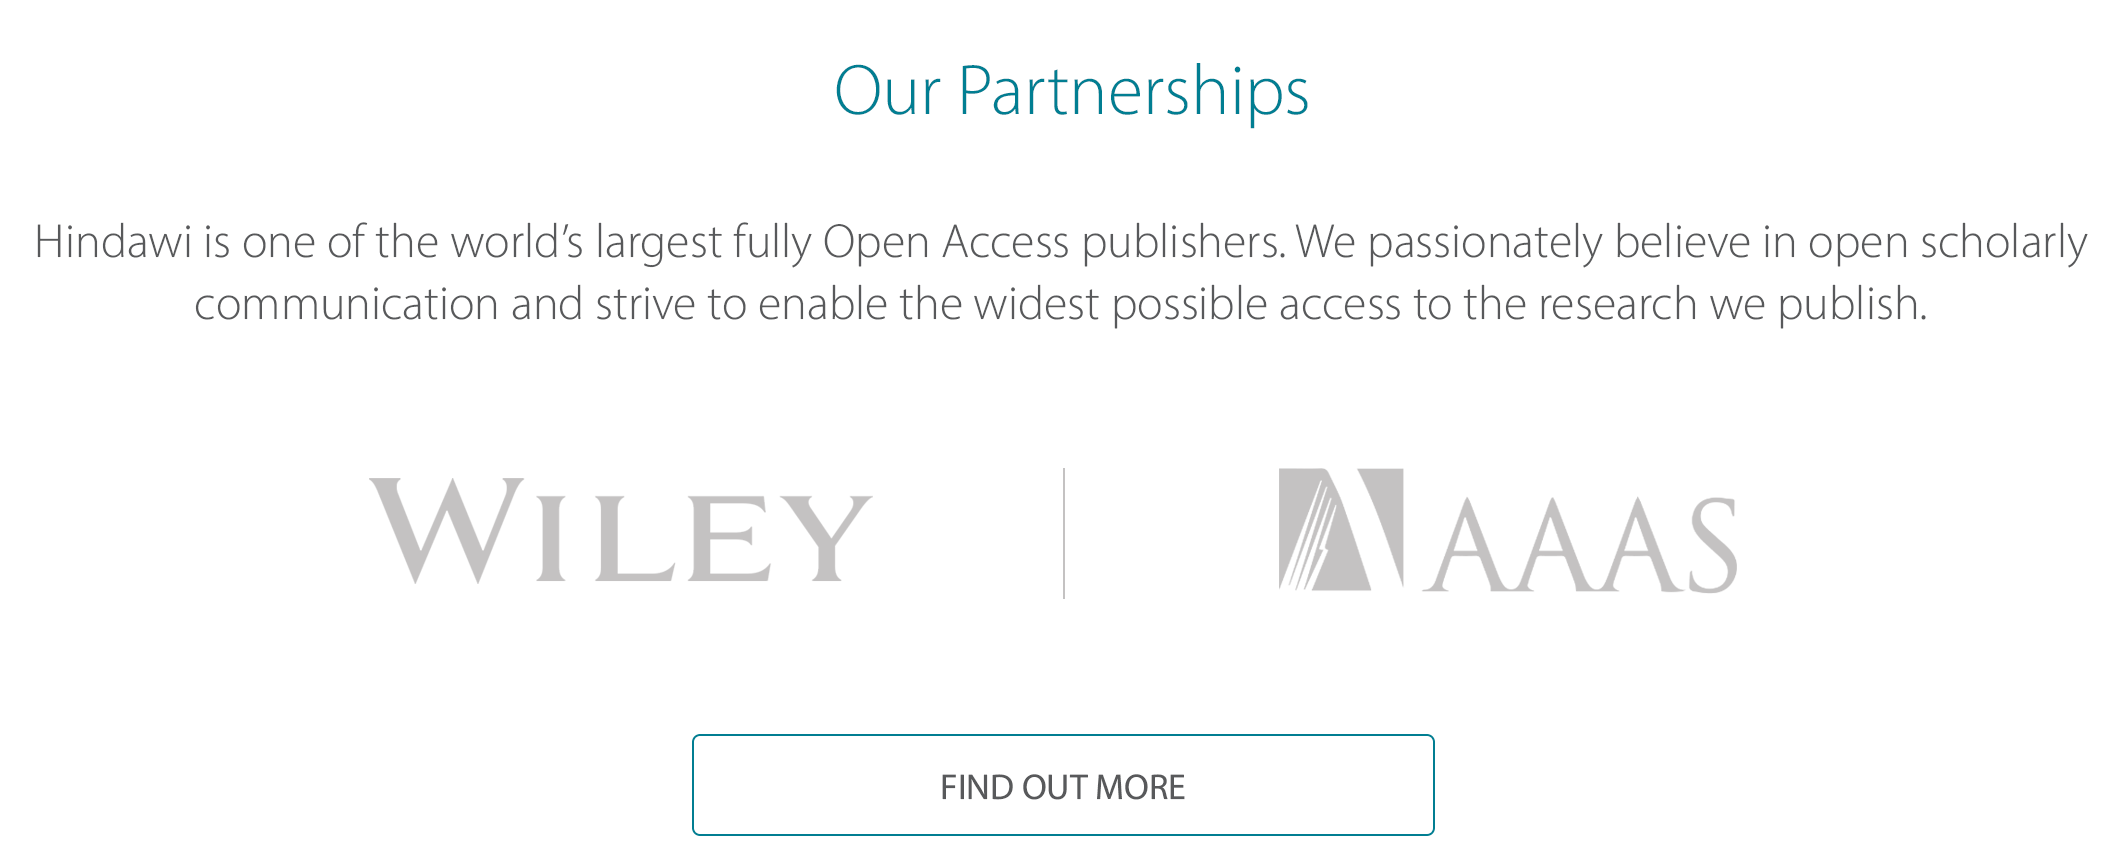 Our Partnerships
Hindawi is one of the world’s largest fully Open Access publishers. We passionately believe in open scholarly
communication and strive to enable the widest possible access to the research we publish.
WILEY
AAAS
FIND OUT MORE